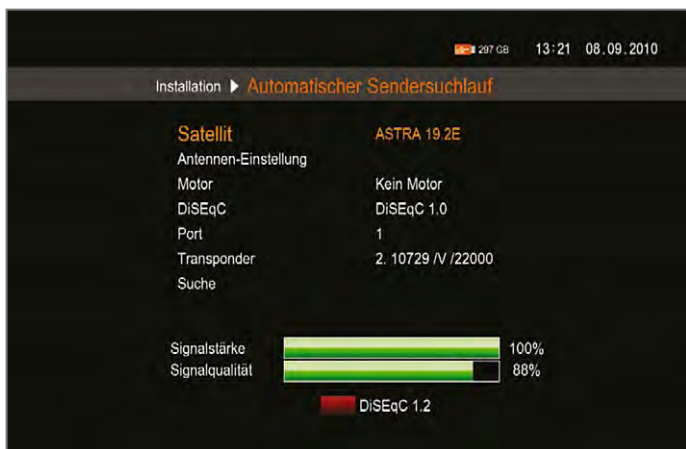 297 GB 13:21 08.09.2010
Installation ▶ Automatischer Sendersuchlauf
Satellit ASTRA 19.2E
Antennen-Einstellung
Motor Kein Motor
DiSEqC DiSEqC 1.0
Port 1
Transponder 2. 10729 /V /22000
Suche
Signalstärke 100%
Signalqualität 88%
DiSEqC 1.2